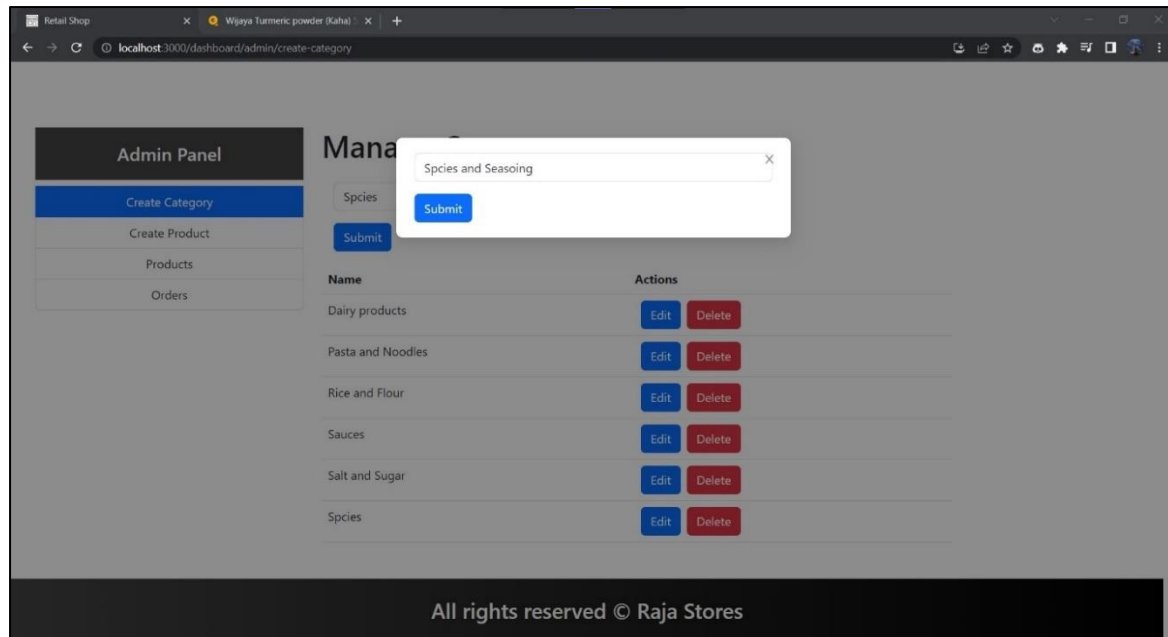 Retail Shop
Wijaya Turmeric powder (Kaha)
localhost:3000/dashboard/admin/create-category
Admin Panel
Create Category
Create Product
Products
Orders
Mana
Spcies and Seasoing
Submit
Spcies
Submit
Name Actions
Dairy products Edit Delete
Pasta and Noodles Edit Delete
Rice and Flour Edit Delete
Sauces Edit Delete
Salt and Sugar Edit Delete
Spcies Edit Delete
All rights reserved © Raja Stores